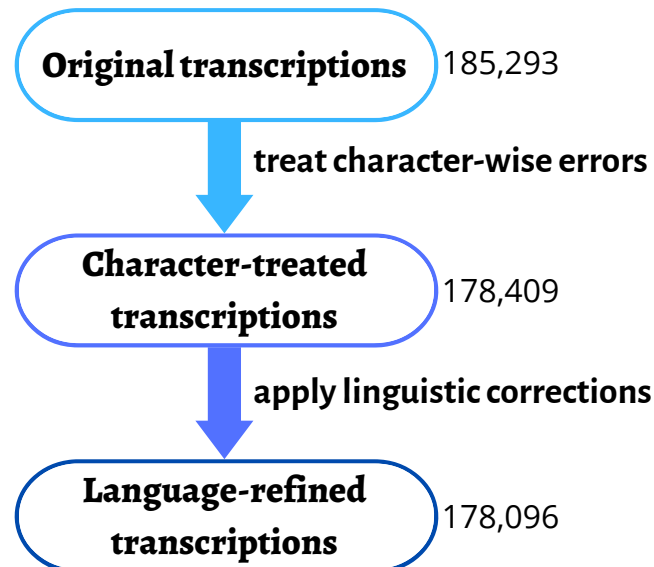 Original transcriptions 185,293
treat character-wise errors
Character-treated
transcriptions
178,409
apply linguistic corrections
Language-refined
transcriptions
178,096